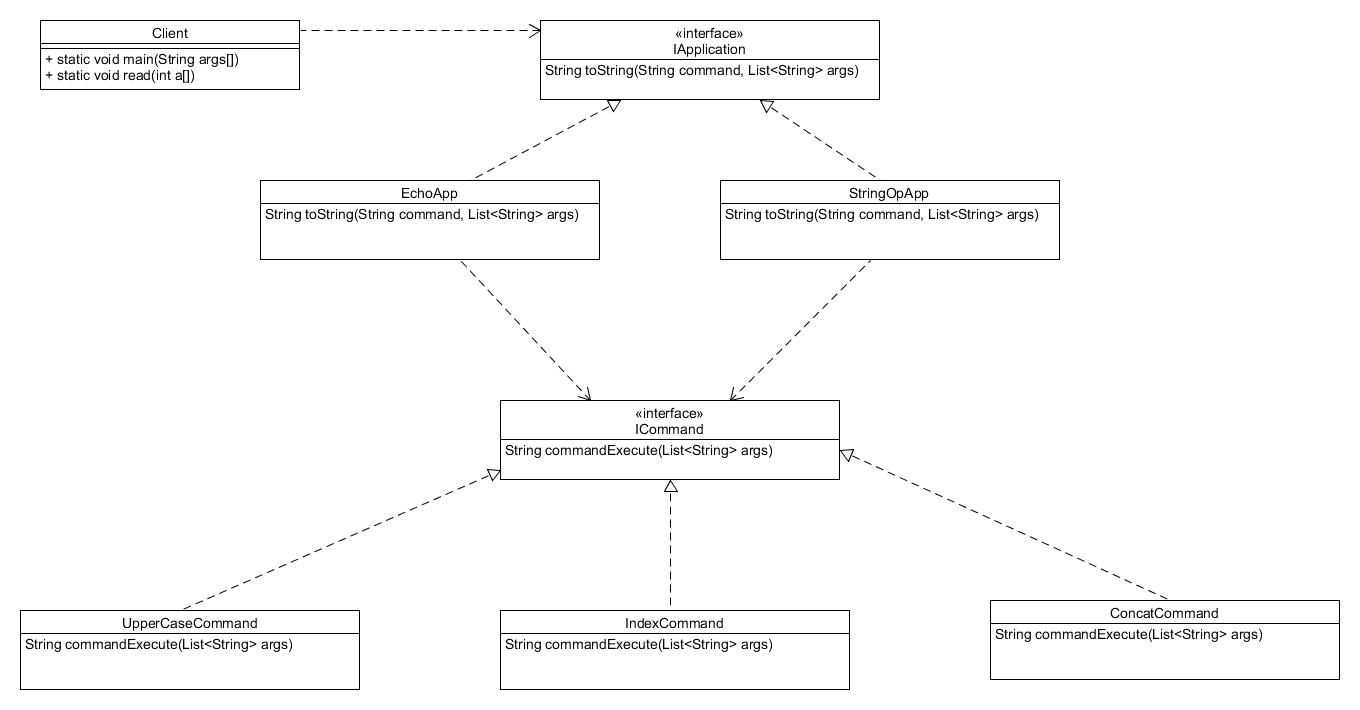 Client
+ static void main(String args[])
+ static void read(int a[])
«interface»
IApplication
String toString(String command, List<String> args)
EchoApp
String toString(String command, List<String> args)
StringOpApp
String toString(String command, List<String> args)
«interface»
ICommand
String commandExecute(List<String> args)
UpperCaseCommand
String commandExecute(List<String> args)
IndexCommand
String commandExecute(List<String> args)
ConcatCommand
String commandExecute(List<String> args)